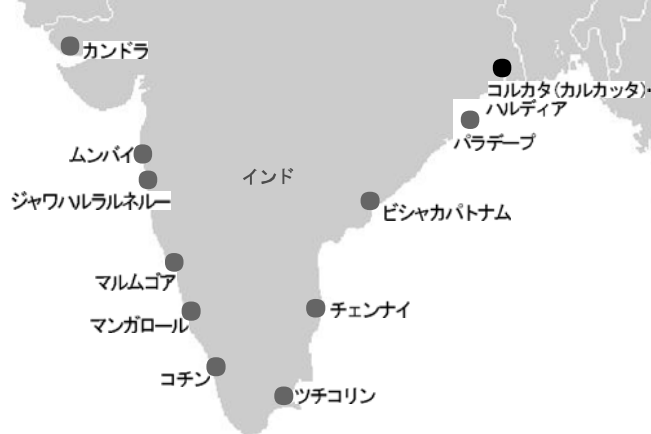 カンドラ
コルカタ(カルカッタ)・
ハルディア
パラデープ
ムンバイ
インド
ジャワハルラルネルー
ビシャカパトナム
マルムゴア
チェンナイ
マンガロール
コチン
ツチコリン